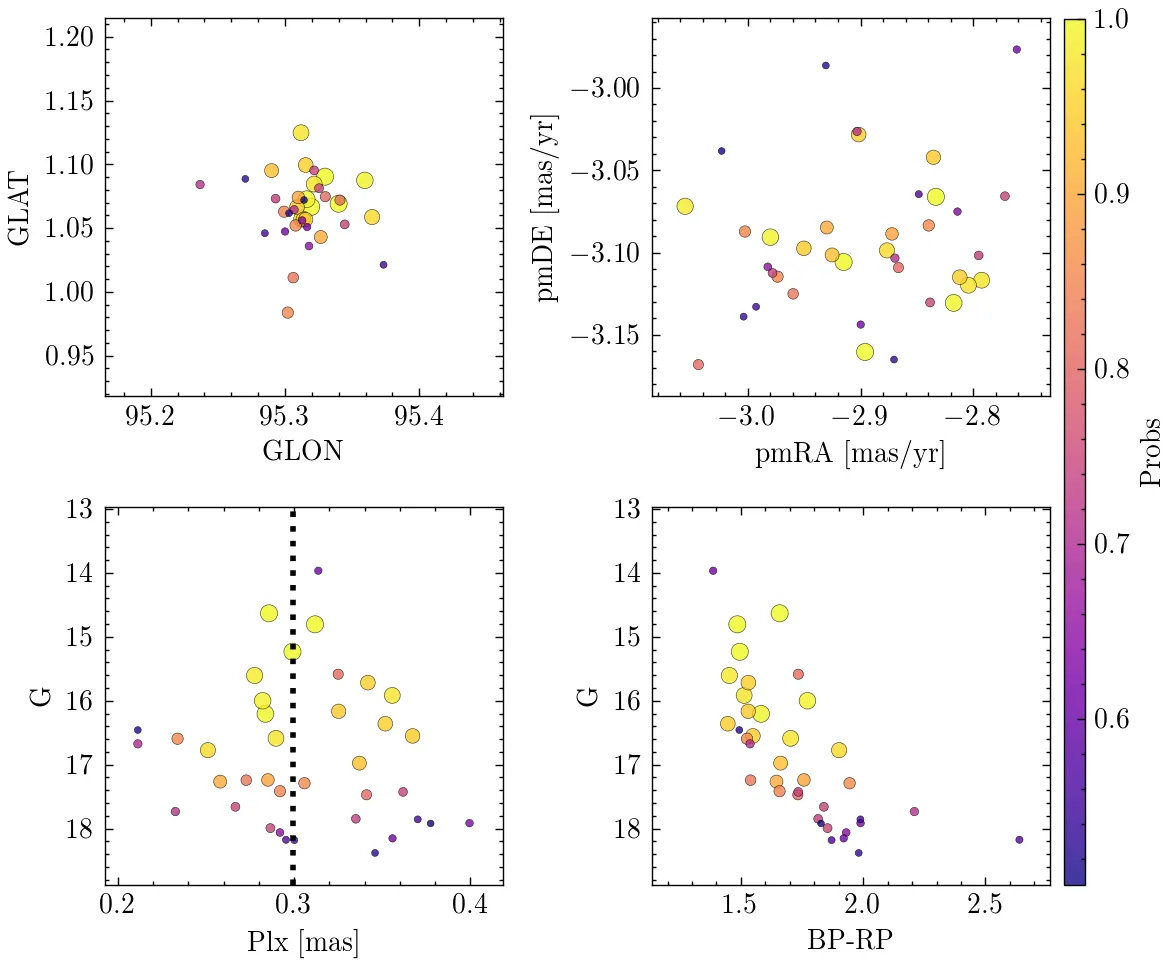 1.20
1.15
1.10
1.05
1.00
0.95
GLAT
95.2 95.3 95.4
GLON
−3.00
−3.05
−3.10
−3.15
pmDE [mas/yr]
−3.0 −2.9 −2.8
pmRA [mas/yr]
1.0
0.9
0.8
0.7
0.6
Probs
13
14
15
16
17
18
G
0.2 0.3 0.4
Plx [mas]
13
14
15
16
17
18
G
1.5 2.0 2.5
BP-RP